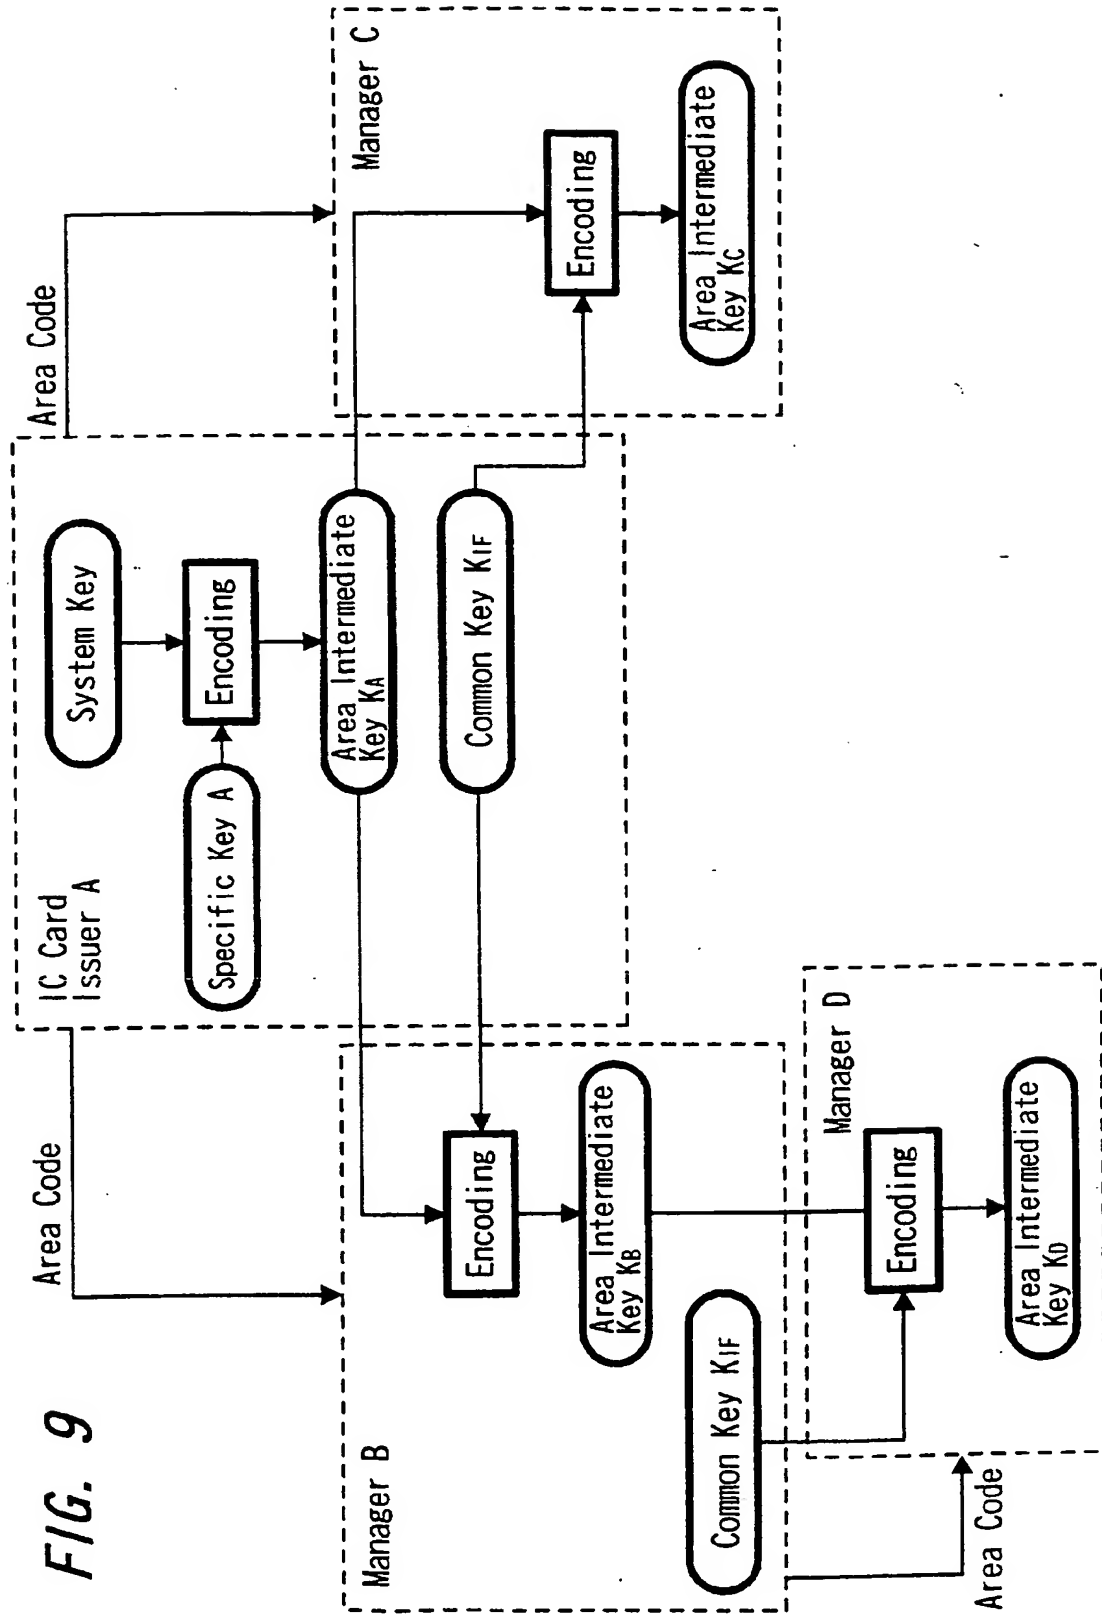 FIG. 9
Area Code
IC Card
Issuer A
System Key
Specific Key A
Encoding
Area Intermediate
Key KA
Common Key KIF
Area Code
Manager B
Encoding
Area Intermediate
Key KB
Common Key KIF
Manager C
Encoding
Area Intermediate
Key KC
Area Code
Manager D
Encoding
Area Intermediate
Key KD